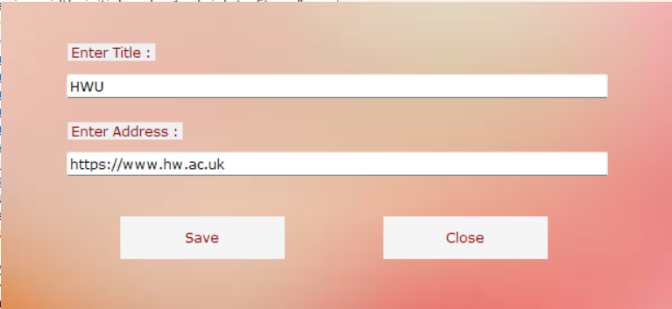 Enter Title :
HWU
Enter Address :
https://www.hw.ac.uk
Save
Close